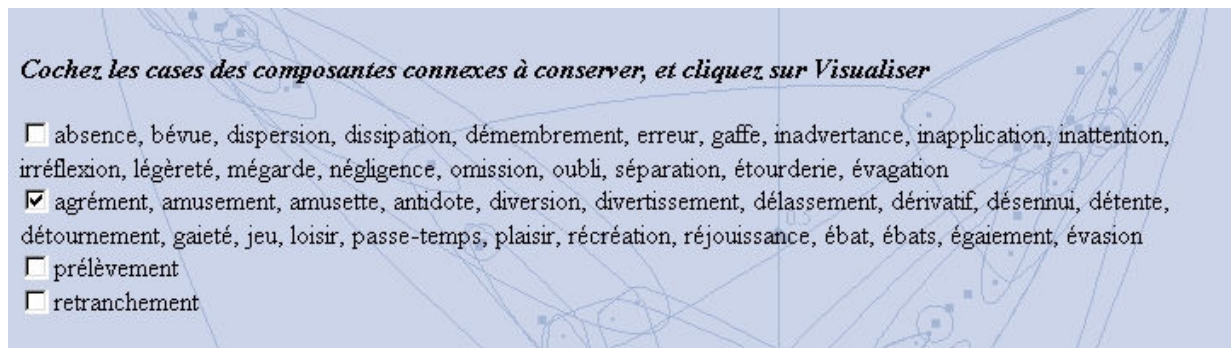 Cochez les cases des composantes connexes à conserver, et cliquez sur Visualiser
absence, bévue, dispersion, dissipation, démembrement, erreur, gaffe, inadvertance, inapplication, inattention,
irréflexion, légèreté, mégarde, négligence, omission, oubli, séparation, étourderie, évagation
agrément, amusement, amusette, antidote, diversion, divertissement, délassement, dérivatif, désennui, détente,
détournement, gaieté, jeu, loisir, passe-temps, plaisir, récréation, réjouissance, ébat, ébats, égaiement, évasion
prélèvement
retranchement